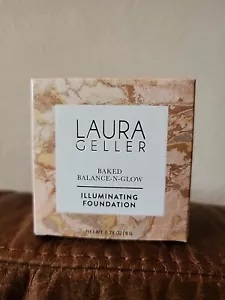 LAURA
GELLER
BAKED
BALANCE-N-GLOW
ILLUMINATING
FOUNDATION